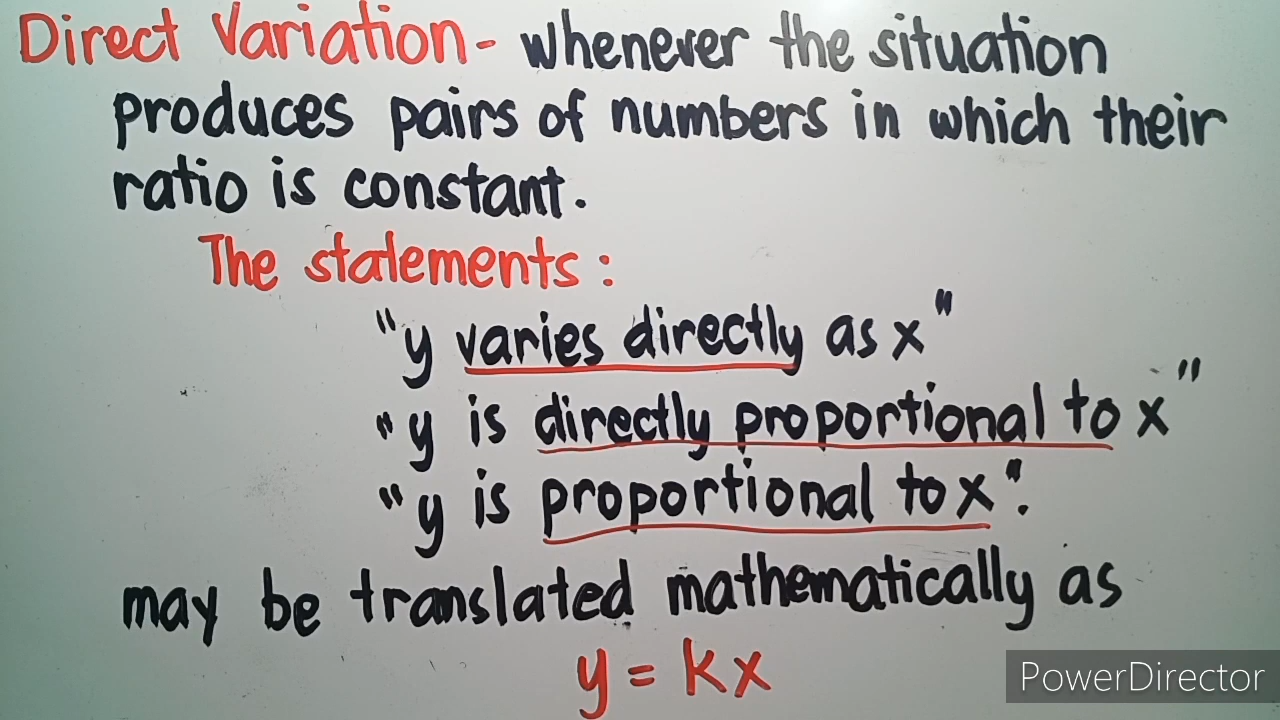 Direct Variation - whenever the situation
produces pairs of numbers in which their
ratio is constant.
The statements:
"y varies directly as x"
"y is directly proportional to x"
"y is proportional to x".
may be translated mathematically as
y = kx
PowerDirector